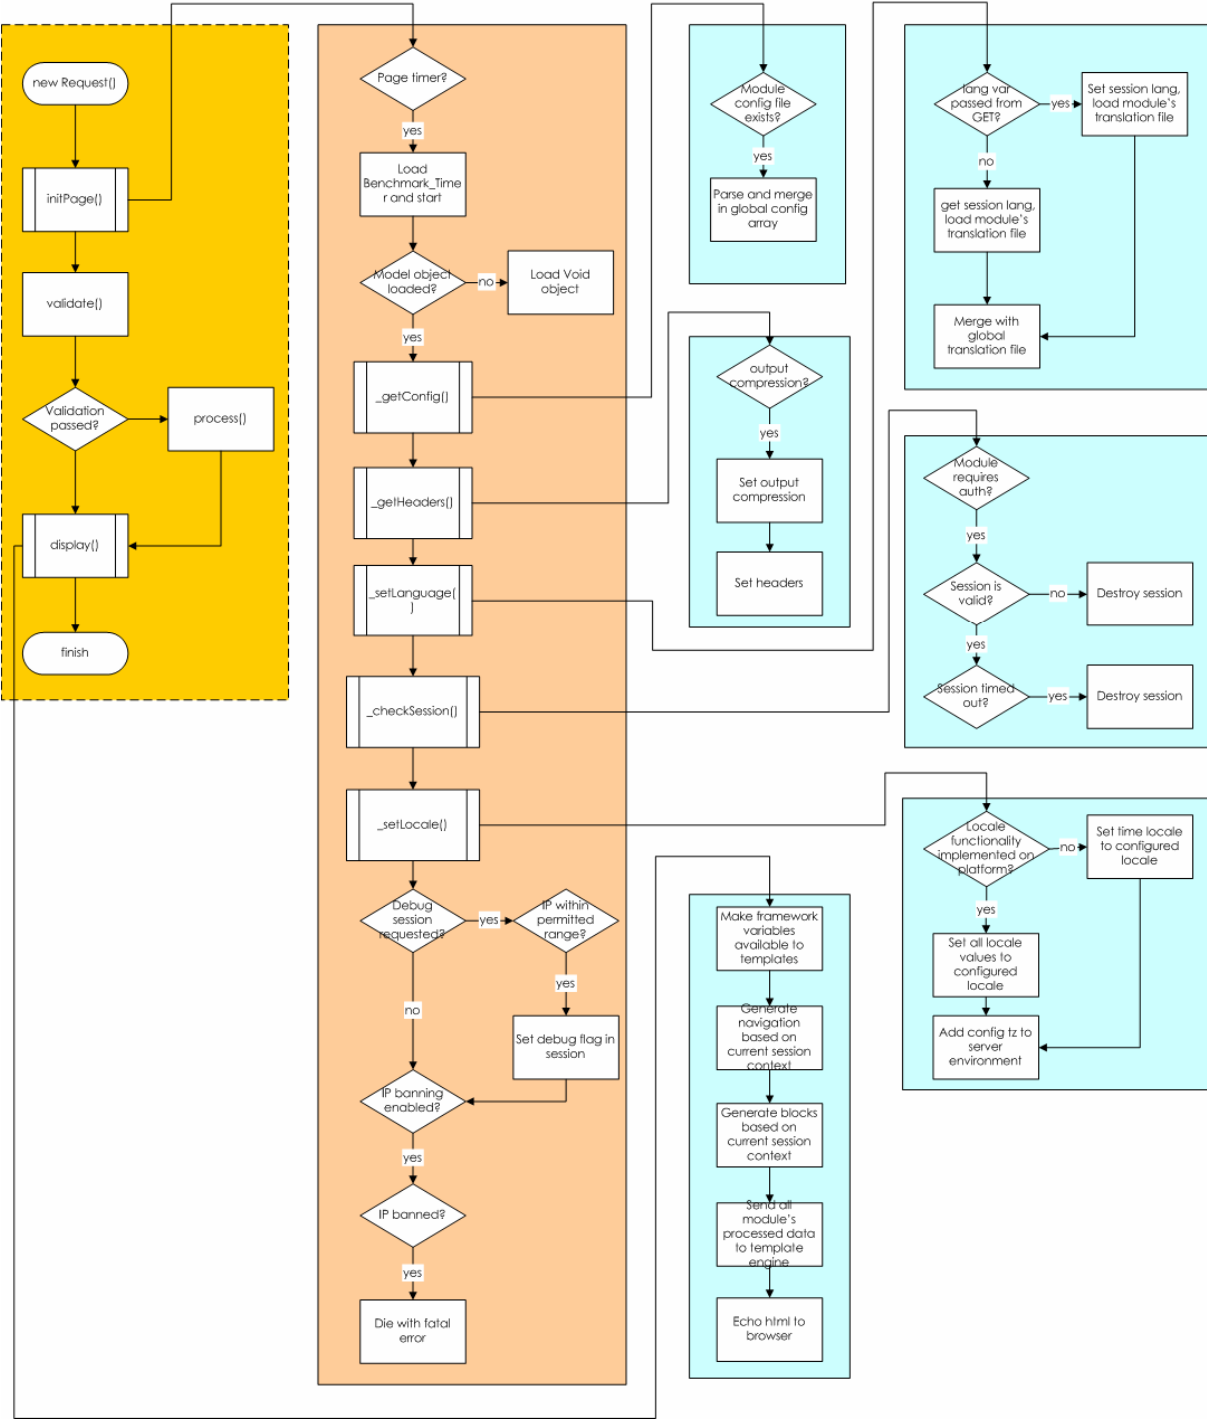 new Request()
initPage()
validate()
Validation
passed?
process()
display()
finish
Page timer?
yes
Load
Benchmark_Time
r and start
Model object
loaded?
no
Load Void
object
yes
_getConfig()
_getHeaders()
_setLanguage(
)
_checkSession()
_setLocale()
Debug
session
requested?
yes
IP within
permitted
range?
yes
no
Set debug flag in
session
IP banning
enabled?
yes
IP banned?
yes
Die with fatal
error
Module
config file
exists?
yes
Parse and merge
in global config
array
output
compression?
yes
Set output
compression
Set headers
Make framework
variables
available to
templates
Generate
navigation
based on
current session
context
Generate blocks
based on
current session
context
Send all
module's
processed data
to template
engine
Echo html to
browser
lang var
passed from
GET?
yes
Set session lang,
load module's
translation file
no
get session lang,
load module's
translation file
Merge with
global
translation file
Module
requires
auth?
yes
Session is
valid?
no
Destroy session
yes
Session timed
out?
yes
Destroy session
Locale
functionality
implemented on
platform?
no
Set time locale
to configured
locale
yes
Set all locale
values to
configured
locale
Add config tz to
server
environment